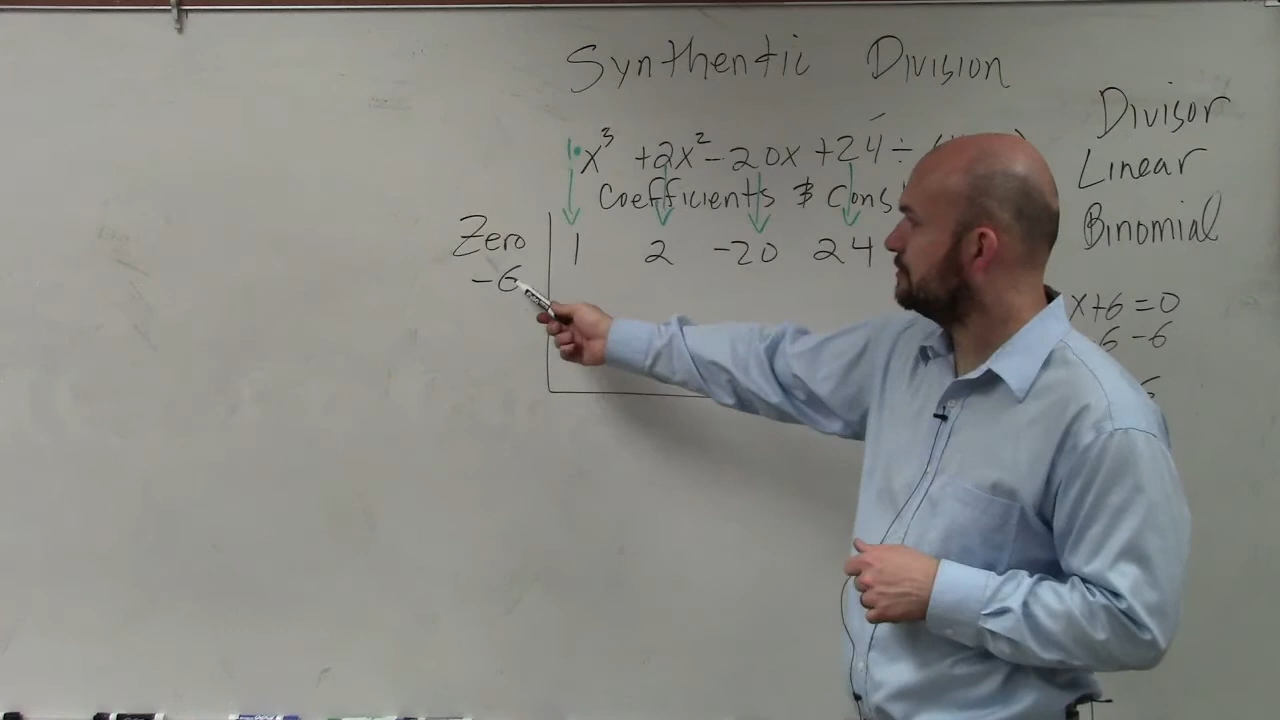 Synthentic Division
1·x³ +2x² -20x +24 ÷ (
Coefficients & Cons
Zero
-6
1 2 -20 24
Divisor
Linear
Binomial
x+6 =0
6 -6